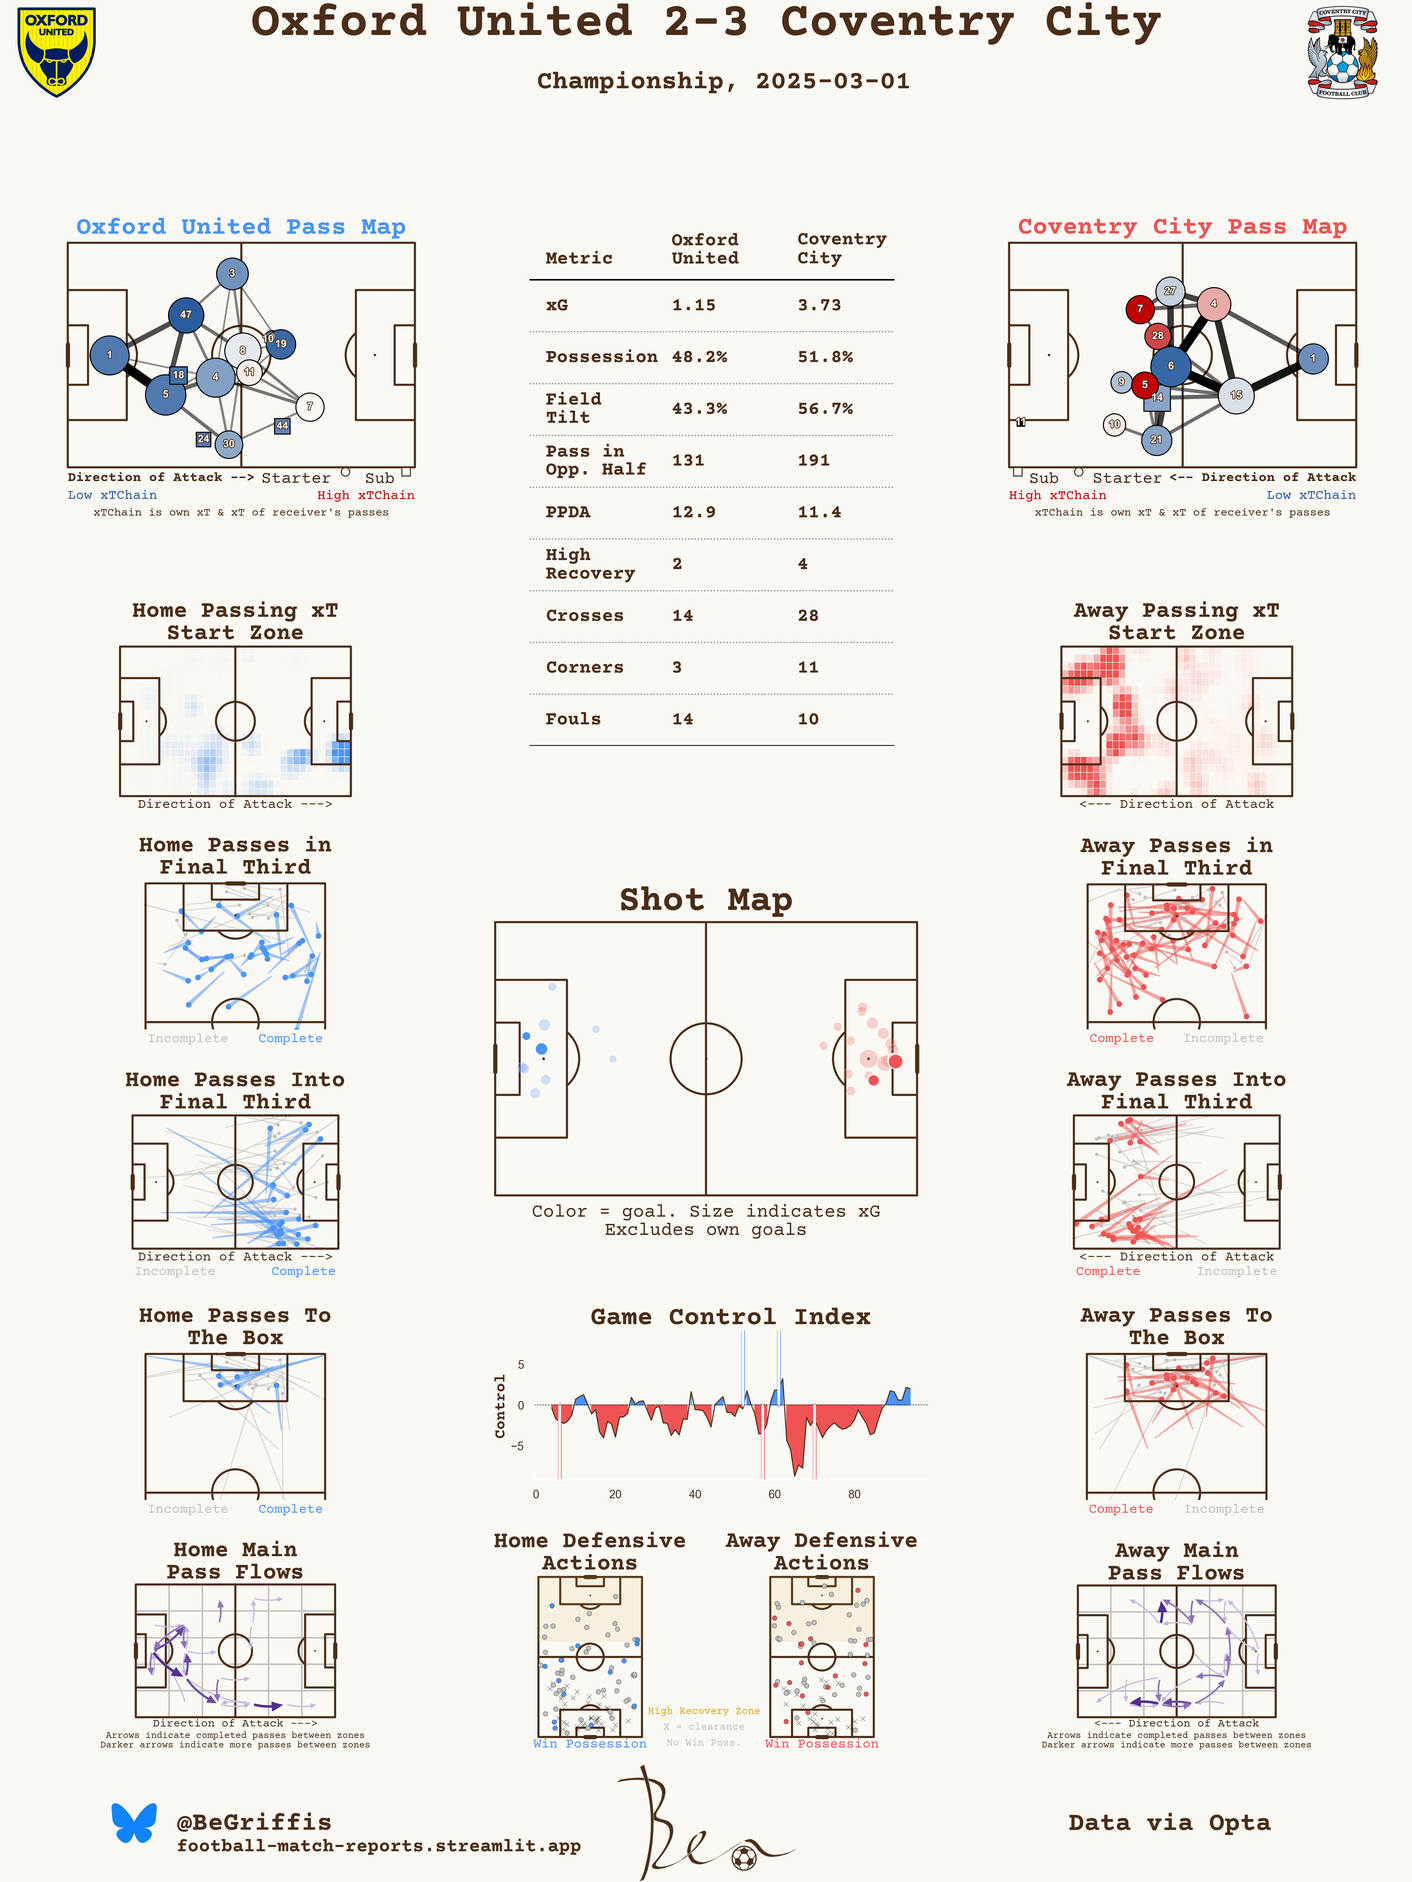 Oxford United 2-3 Coventry City
Championship, 2025-03-01
OXFORD
UNITED
COVENTRY CITY
FOOTBALL CLUB
Oxford United Pass Map
3
47
1
10
19
8
18
4
11
5
7
44
24
30
Direction of Attack --> Starter Sub
Low xTChain High xTChain
xTChain is own xT & xT of receiver's passes
Metric Oxford United Coventry City
xG 1.15 3.73
Possession 48.2% 51.8%
Field Tilt 43.3% 56.7%
Pass in Opp. Half 131 191
PPDA 12.9 11.4
High Recovery 2 4
Crosses 14 28
Corners 3 11
Fouls 14 10
Coventry City Pass Map
27
7
4
28
6
1
9
5
14
15
11
10
21
Sub Starter <-- Direction of Attack
High xTChain Low xTChain
xTChain is own xT & xT of receiver's passes
Home Passing xT
Start Zone
Direction of Attack --->
Away Passing xT
Start Zone
<--- Direction of Attack
Home Passes in
Final Third
Incomplete Complete
Away Passes in
Final Third
Complete Incomplete
Shot Map
Color = goal. Size indicates xG
Excludes own goals
Home Passes Into
Final Third
Direction of Attack --->
Incomplete Complete
Away Passes Into
Final Third
<--- Direction of Attack
Complete Incomplete
Home Passes To
The Box
Incomplete Complete
Game Control Index
Control
5
0
−5
0 20 40 60 80
Away Passes To
The Box
Complete Incomplete
Home Main
Pass Flows
Direction of Attack --->
Arrows indicate completed passes between zones
Darker arrows indicate more passes between zones
Home Defensive
Actions
Win Possession
High Recovery Zone
X = clearance
No Win Poss.
Away Defensive
Actions
Win Possession
Away Main
Pass Flows
<--- Direction of Attack
Arrows indicate completed passes between zones
Darker arrows indicate more passes between zones
@BeGriffis
football-match-reports.streamlit.app
Ben
Data via Opta